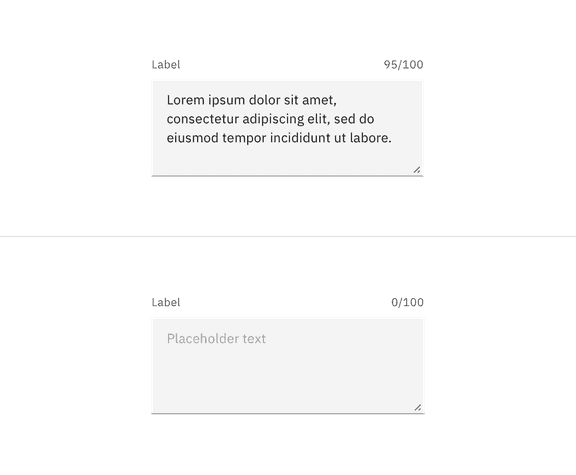 Label 95/100
Lorem ipsum dolor sit amet,
consectetur adipiscing elit, sed do
eiusmod tempor incididunt ut labore.
Label 0/100
Placeholder text